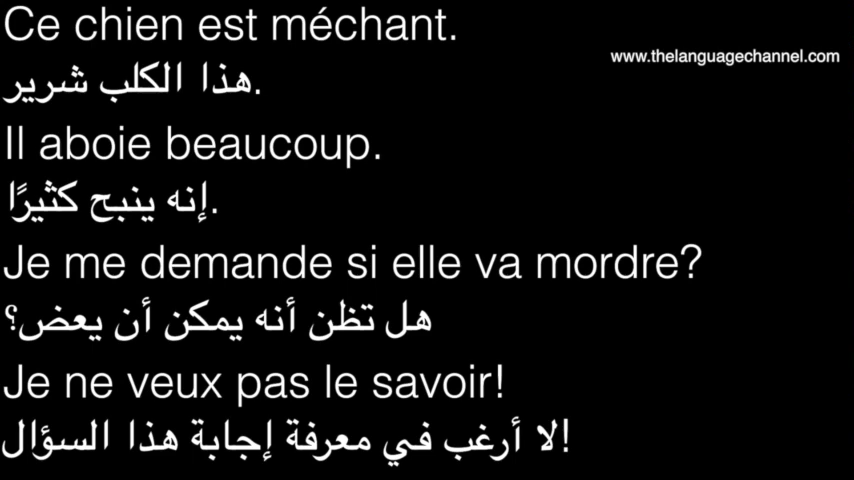 Ce chien est méchant.
www.thelanguagechannel.com
هذا الكلب شرير.
Il aboie beaucoup.
إنه ينبح كثيرًا.
Je me demande si elle va mordre?
هل تظن أنه يمكن أن يعض؟
Je ne veux pas le savoir!
لا أرغب في معرفة إجابة هذا السؤال!